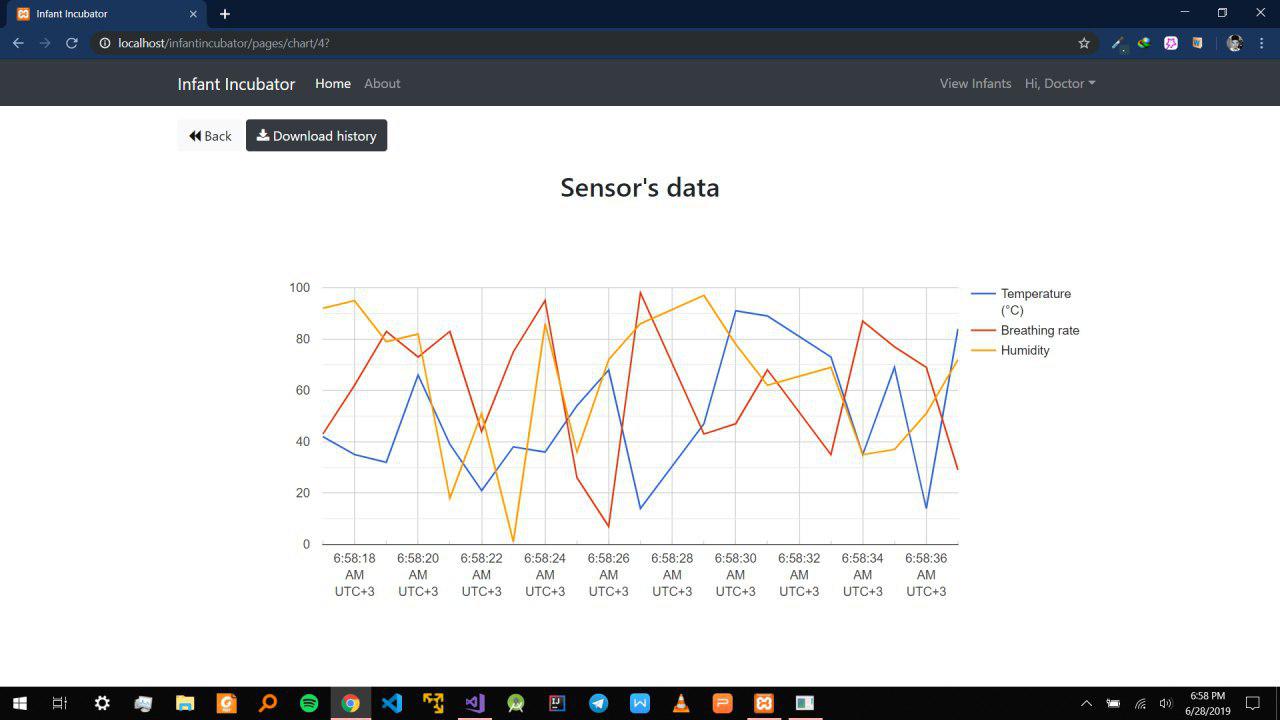 Infant Incubator
localhost/infantincubator/pages/chart/4?
Infant Incubator Home About View Infants Hi, Doctor
Back Download history
Sensor's data
100
80
60
40
20
0
Temperature
(°C)
Breathing rate
Humidity
6:58:18 6:58:20 6:58:22 6:58:24 6:58:26 6:58:28 6:58:30 6:58:32 6:58:34 6:58:36
AM AM AM AM AM AM AM AM AM AM
UTC+3 UTC+3 UTC+3 UTC+3 UTC+3 UTC+3 UTC+3 UTC+3 UTC+3 UTC+3
6:58 PM
6/28/2019